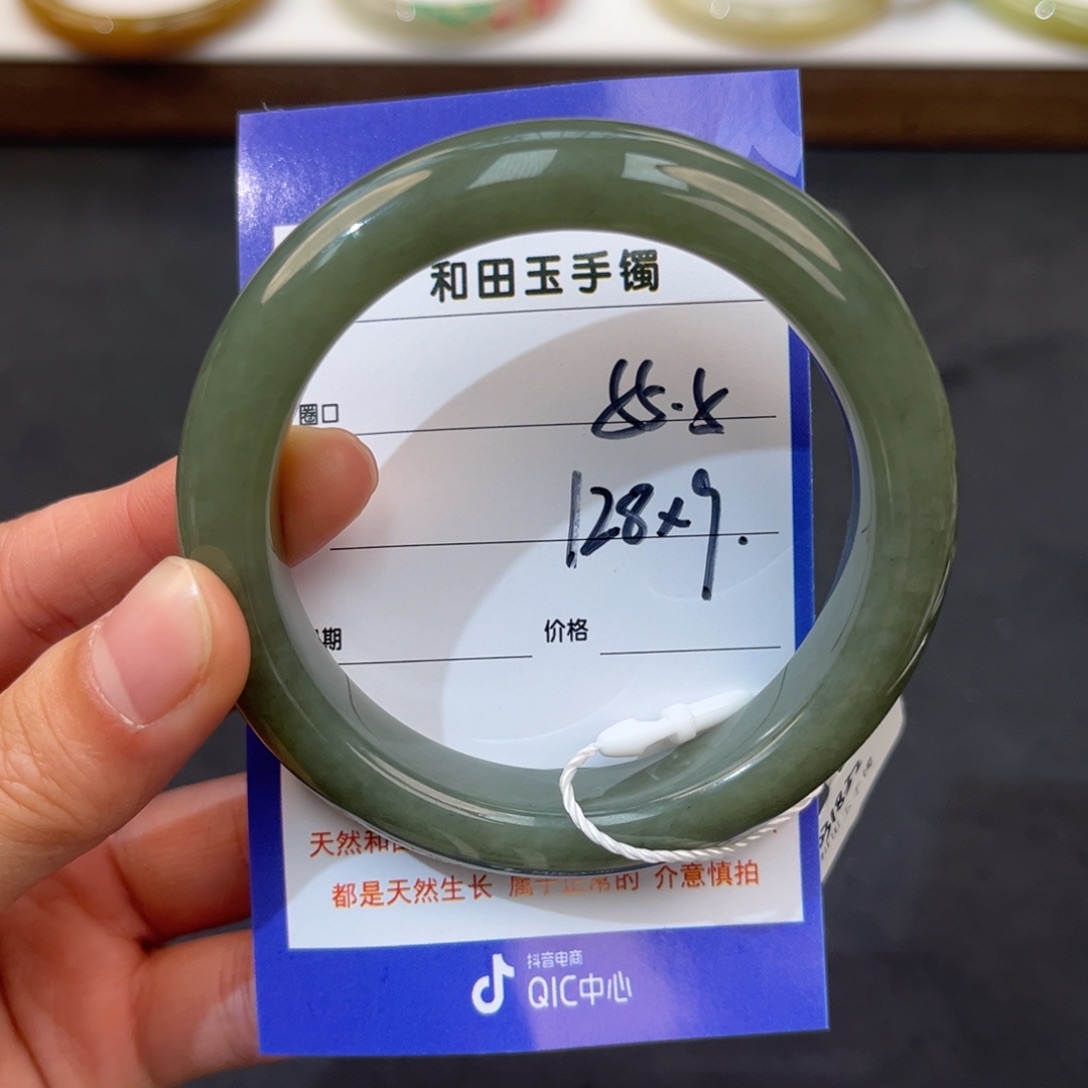 和田玉手镯
圈口
128×9.
期 价格
天然和
都是天然生长 属于正常的 介意慎拍
抖音电商
QIC中心